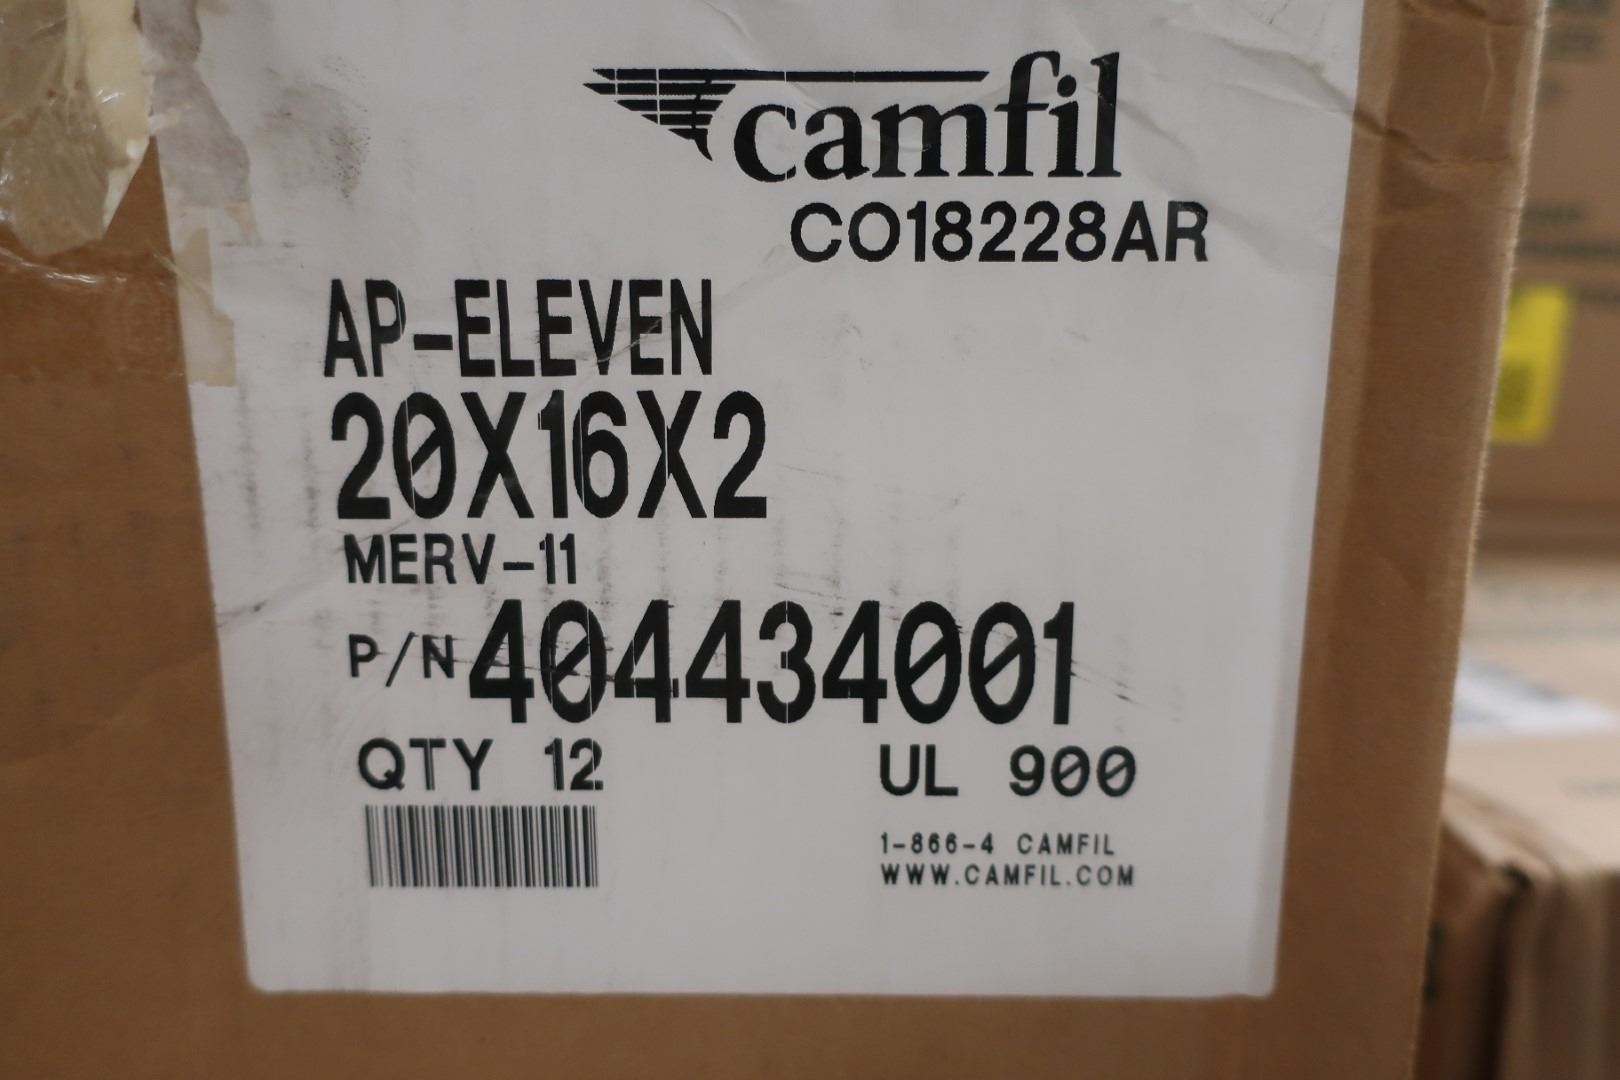 camfil
CO18228AR
AP-ELEVEN
20X16X2
MERV-11
P/N 404434001
QTY 12 UL 900
1-866-4 CAMFIL
WWW.CAMFIL.COM